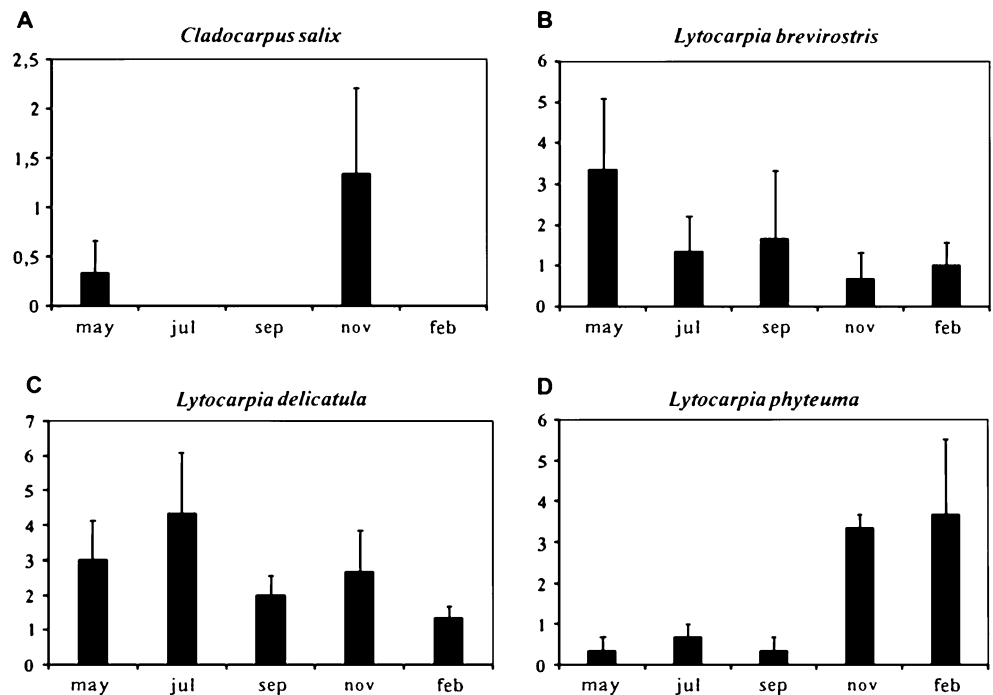 A
Cladocarpus salix
2,5
2
1,5
1
0,5
0
may jul sep nov feb
B
Lytocarpia brevirostris
6
5
4
3
2
1
0
may jul sep nov feb
C
Lytocarpia delicatula
7
6
5
4
3
2
1
0
may jul sep nov feb
D
Lytocarpia phyteuma
6
5
4
3
2
1
0
may jul sep nov feb